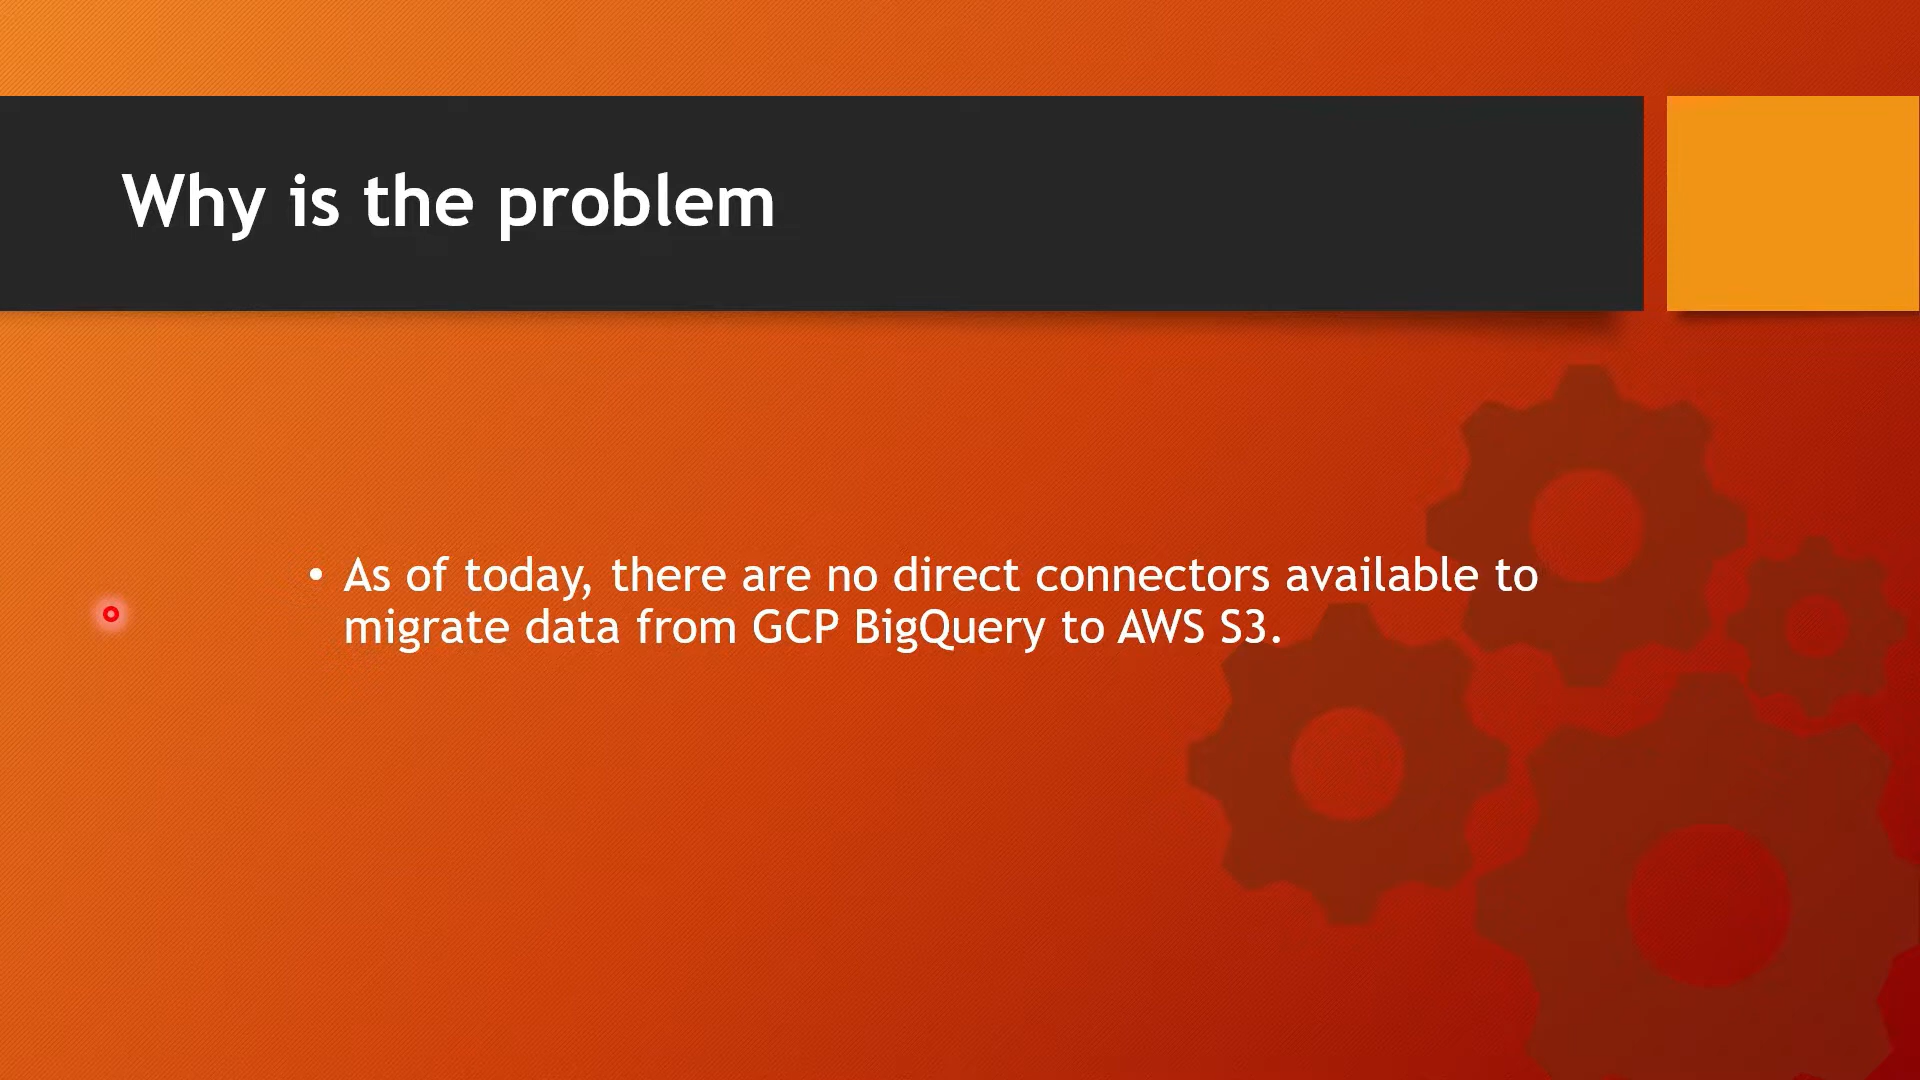 Why is the problem
• As of today, there are no direct connectors available to
migrate data from GCP BigQuery to AWS S3.